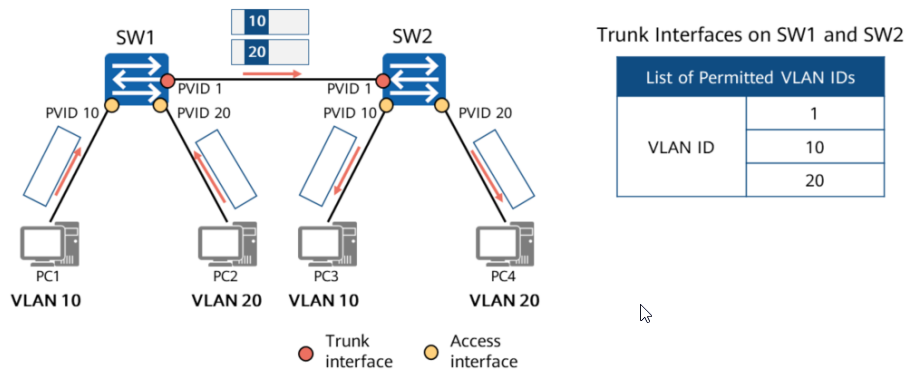 10
20
SW1
SW2
PVID 1
PVID 1
PVID 10
PVID 20
PVID 10
PVID 20
PC1
PC2
PC3
PC4
VLAN 10
VLAN 20
VLAN 10
VLAN 20
Trunk
interface
Access
interface
Trunk Interfaces on SW1 and SW2
List of Permitted VLAN IDs
VLAN ID
1
10
20